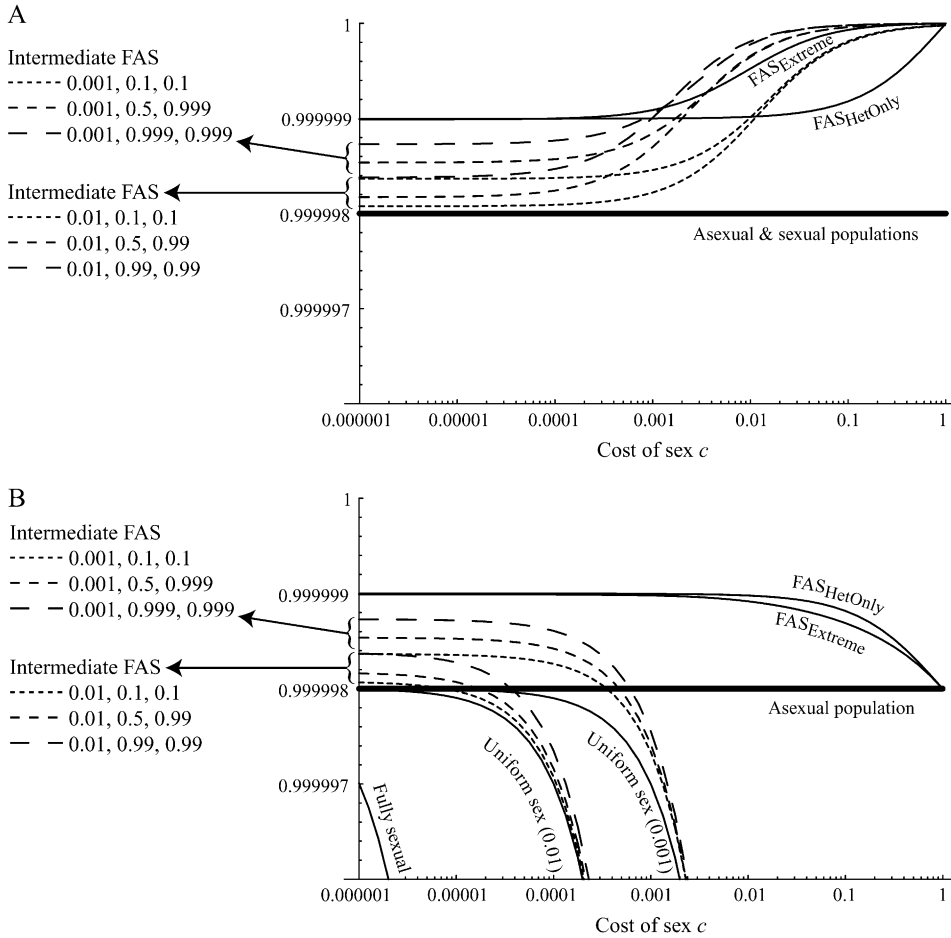 A
Intermediate FAS
0.001, 0.1, 0.1
0.001, 0.5, 0.999
0.001, 0.999, 0.999
Intermediate FAS
0.01, 0.1, 0.1
0.01, 0.5, 0.99
0.01, 0.99, 0.99
1
0.999999
0.999998
0.999997
FASExtreme
FASHetOnly
Asexual & sexual populations
0.000001 0.00001 0.0001 0.001 0.01 0.1 1
Cost of sex c
B
Intermediate FAS
0.001, 0.1, 0.1
0.001, 0.5, 0.999
0.001, 0.999, 0.999
Intermediate FAS
0.01, 0.1, 0.1
0.01, 0.5, 0.99
0.01, 0.99, 0.99
1
0.999999
0.999998
0.999997
FASHetOnly
FASExtreme
Asexual population
Fully sexual
Uniform sex (0.01)
Uniform sex (0.001)
0.000001 0.00001 0.0001 0.001 0.01 0.1 1
Cost of sex c